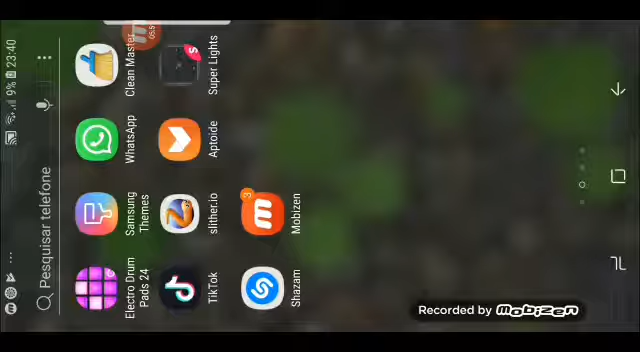 9% 23:40
Pesquisar telefone
Electro Drum
Pads 24
Samsung
Themes
WhatsApp
Clean Master
TikTok
slither.io
Aptoide
Super Lights
Shazam
Mobizen
Recorded by Mobizen